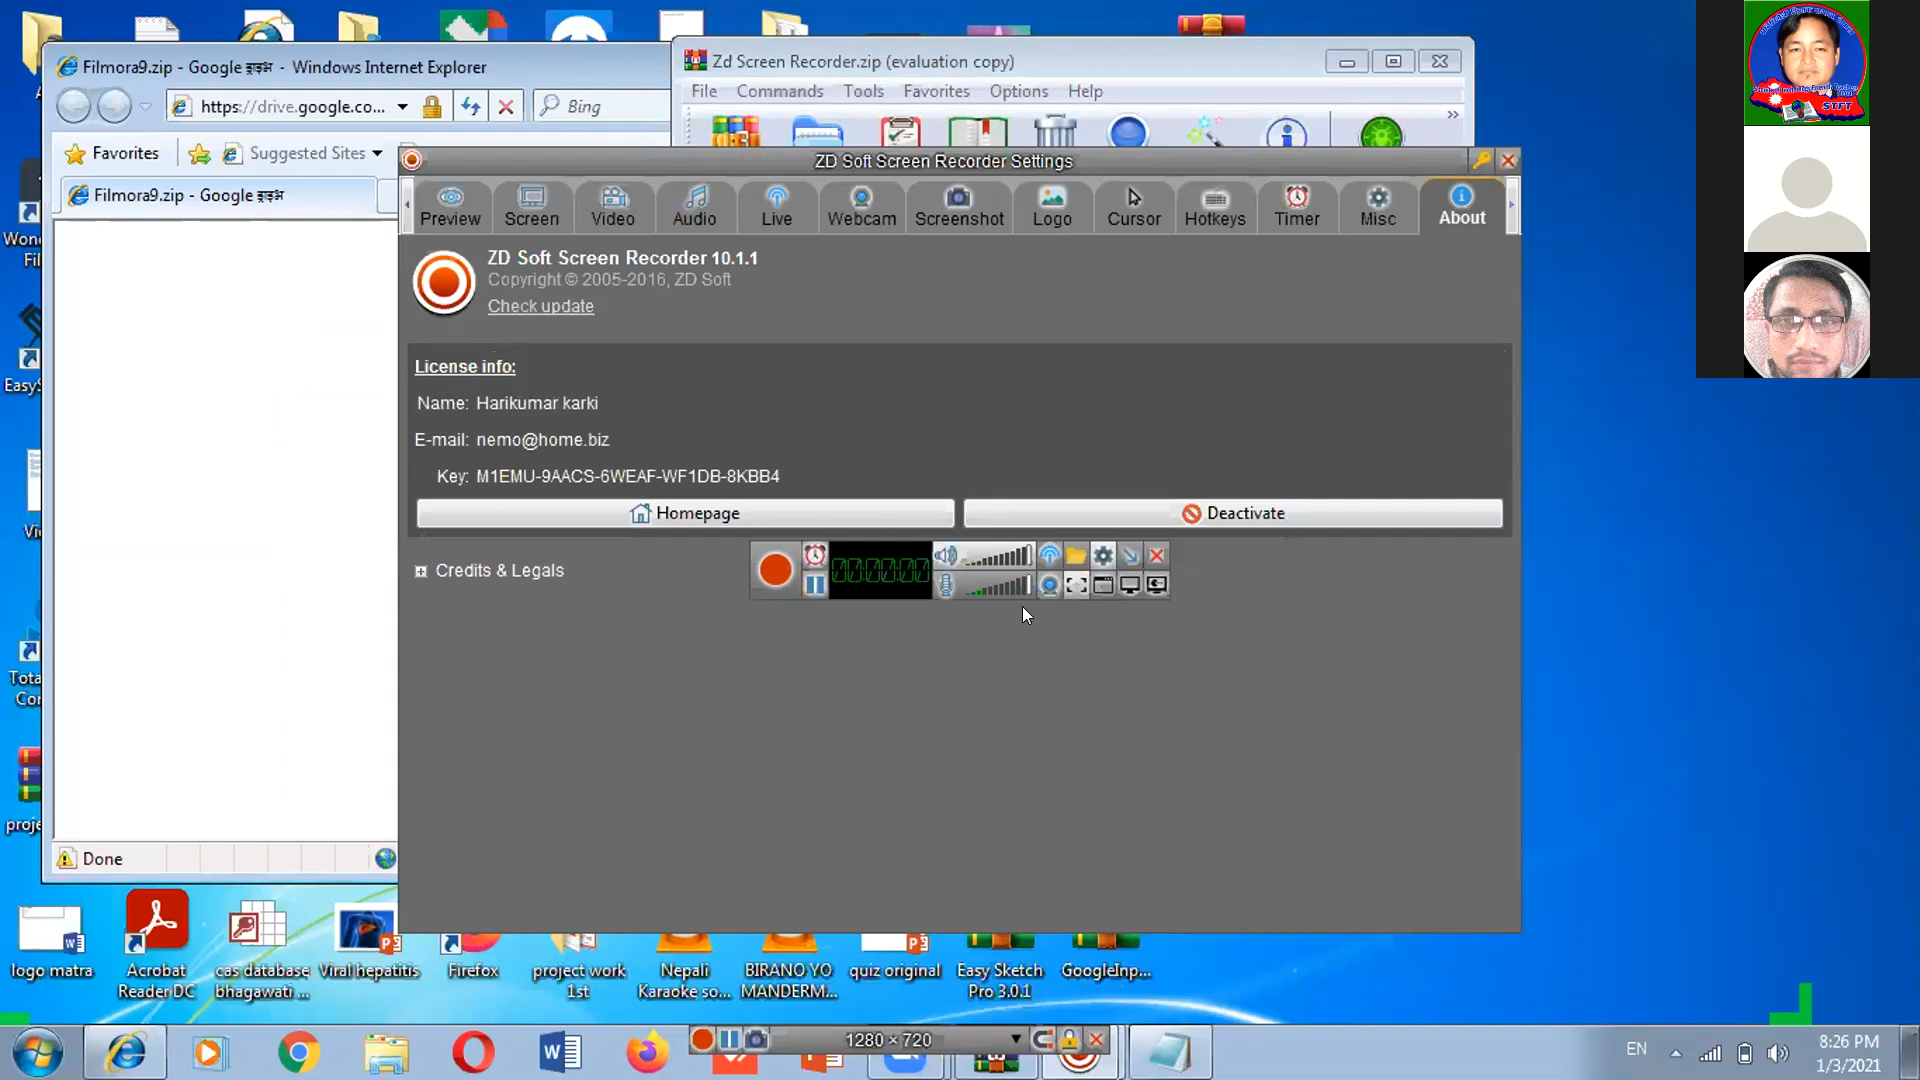 Filmora9.zip - Google ड्राइभ - Windows Internet Explorer
https://drive.google.co...
Bing
Favorites
Suggested Sites
Filmora9.zip - Google ड्राइभ
Done
Zd Screen Recorder.zip (evaluation copy)
File Commands Tools Favorites Options Help
ZD Soft Screen Recorder Settings
Preview Screen Video Audio Live Webcam Screenshot Logo Cursor Hotkeys Timer Misc About
ZD Soft Screen Recorder 10.1.1
Copyright © 2005-2016, ZD Soft
Check update
License info:
Name: Harikumar karki
E-mail: nemo@home.biz
Key: M1EMU-9AACS-6WEAF-WF1DB-8KBB4
Homepage
Deactivate
Credits & Legals
00:00:00
STFT
logo matra
Acrobat
Reader DC
cas database
bhagawati ...
Viral hepatitis
Firefox
project work
1st
Nepali
Karaoke so...
BIRANO YO
MANDERM...
quiz original
Easy Sketch
Pro 3.0.1
GoogleInp...
1280 × 720
EN
8:26 PM
1/3/2021